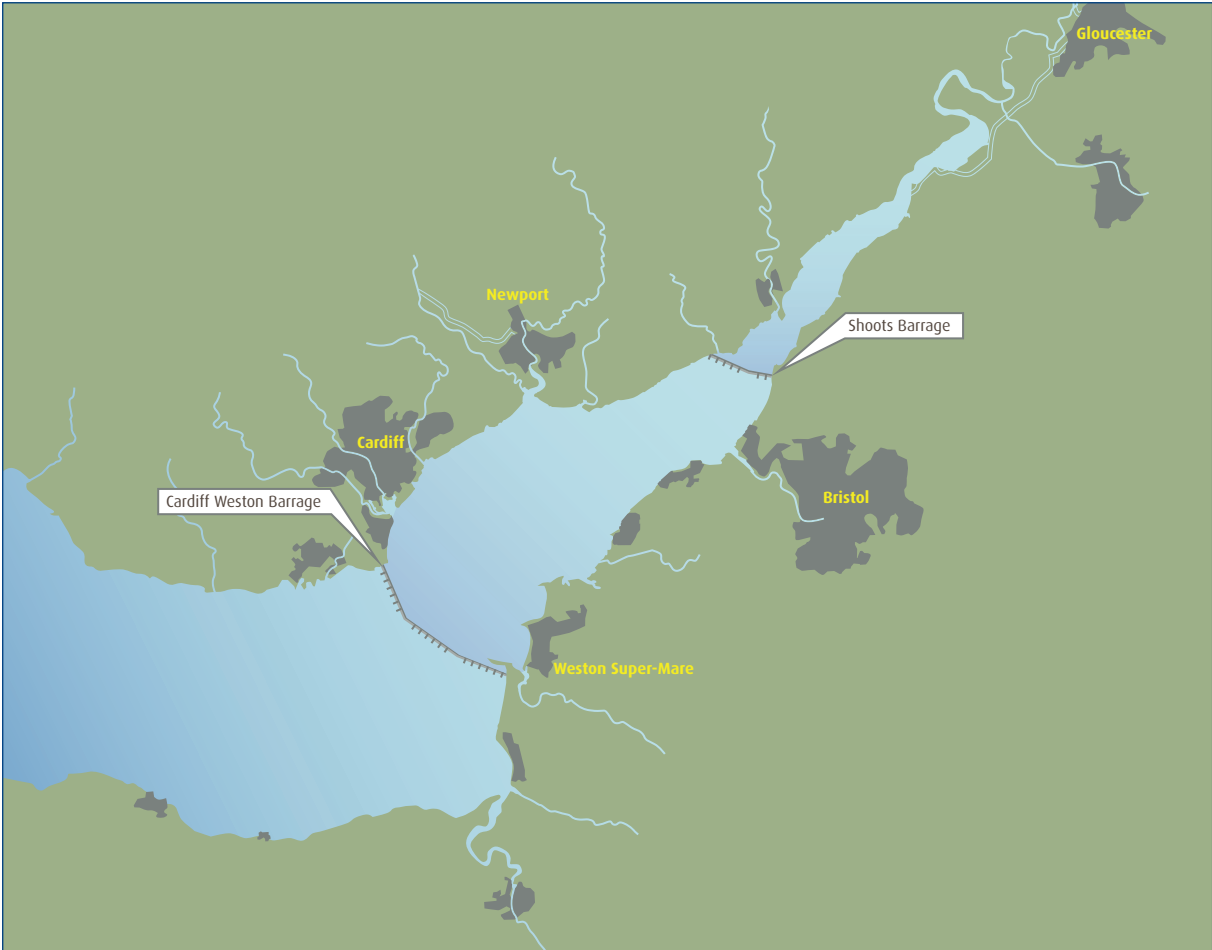 Gloucester
Newport
Shoots Barrage
Cardiff
Cardiff Weston Barrage
Bristol
Weston Super-Mare